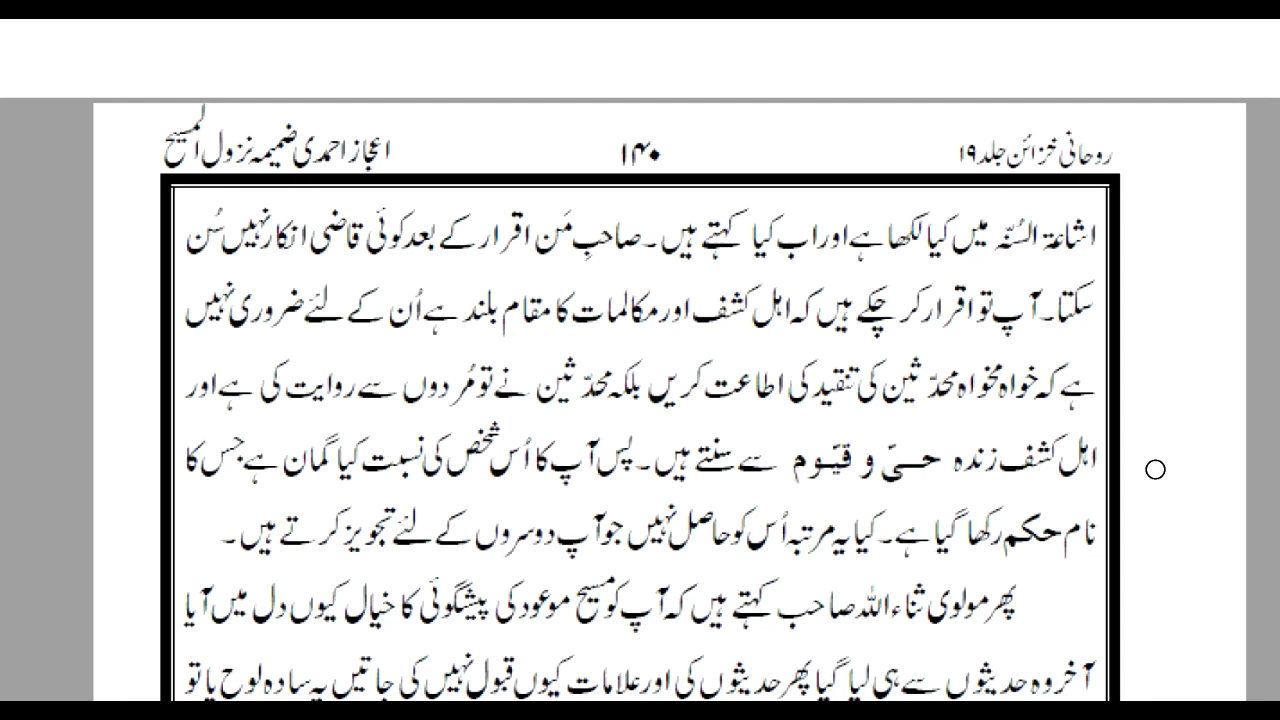 روحانی خزائن جلد ۱۹ ۱۴۰ اعجاز احمدی ضمیمہ نزول المسیح
اشاعۃ السُنّہ میں کیا لکھا ہے اور اب کیا کہتے ہیں۔ صاحبِ مَن اقرار کے بعد کوئی قاضی انکار نہیں سُن
سکتا۔ آپ تو اقرار کر چکے ہیں کہ اہل کشف اور مکالمات کا مقام بلند ہے اُن کے لئے ضروری نہیں
ہے کہ خواہ مخواہ محدّثین کی تنقید کی اطاعت کریں بلکہ محدّثین نے تو مُردوں سے روایت کی ہے اور
اہل کشف زندہ حیّ و قیّوم سے سنتے ہیں۔ پس آپ کا اُس شخص کی نسبت کیا گمان ہے جس کا
نام حکم رکھا گیا ہے۔ کیا یہ مرتبہ اُس کو حاصل نہیں جو آپ دوسروں کے لئے تجویز کرتے ہیں۔
پھر مولوی ثناء اللہ صاحب کہتے ہیں کہ آپ کو مسیح موعود کی پیشگوئی کا خیال کیوں دل میں آیا
آخر وہ حدیثوں سے ہی لیا گیا پھر حدیثوں کی اور علامات کیوں قبول نہیں کی جاتیں یہ سادہ لوح یا تو